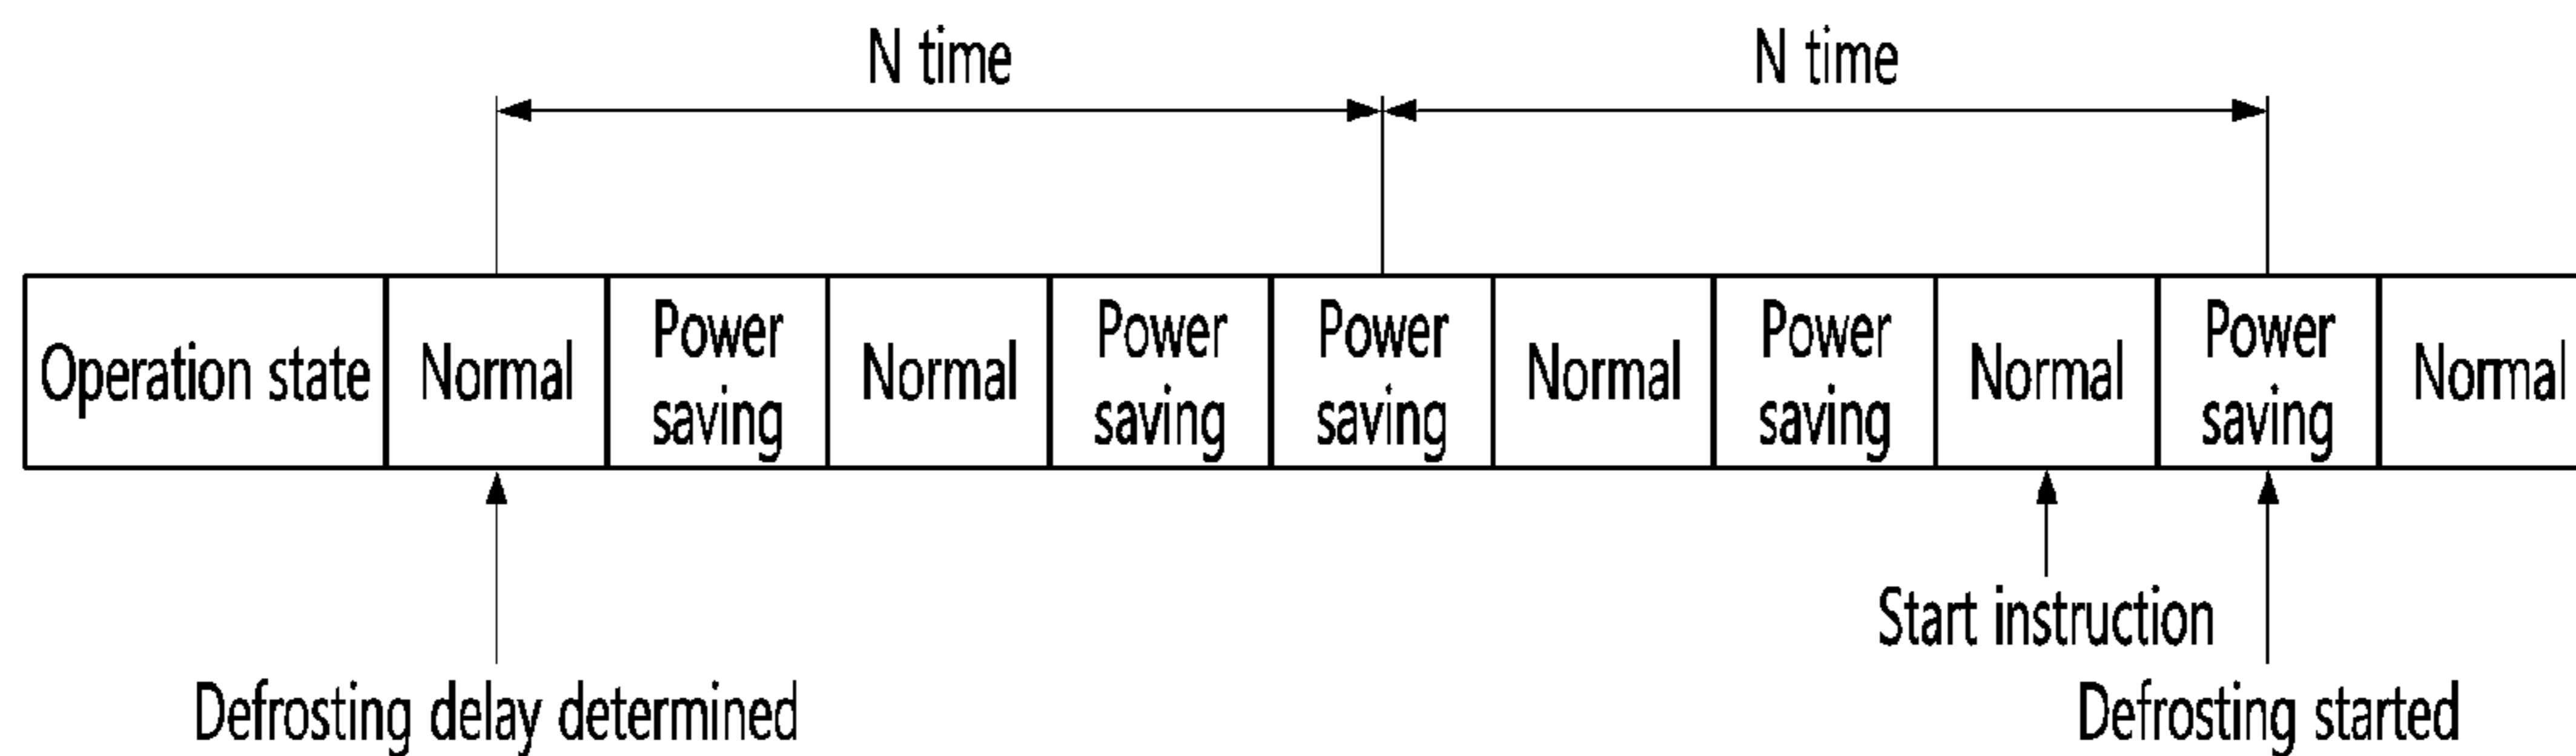 N time
N time
Operation state
Normal
Power
saving
Normal
Power
saving
Power
saving
Normal
Power
saving
Normal
Power
saving
Normal
Start instruction
Defrosting delay determined
Defrosting started